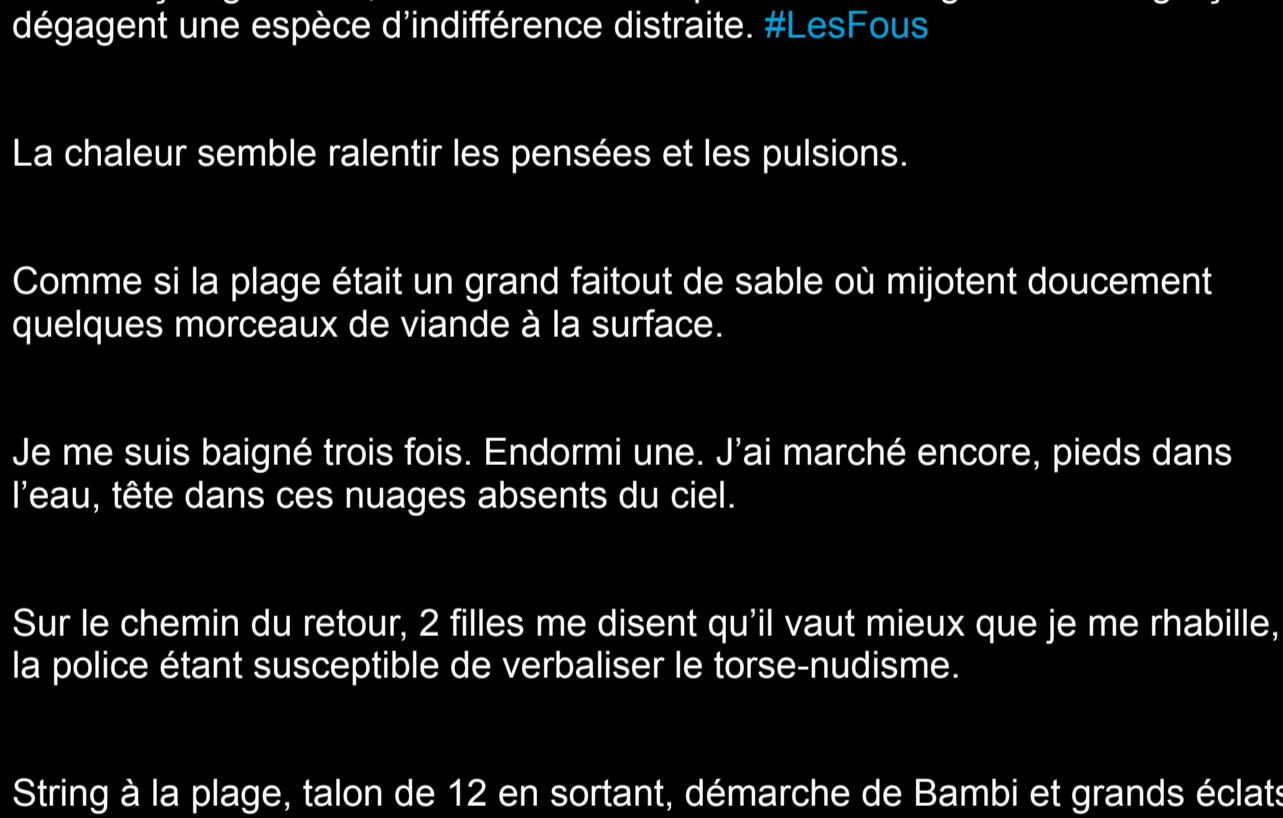 dégagent une espèce d’indifférence distraite. #LesFous
La chaleur semble ralentir les pensées et les pulsions.
Comme si la plage était un grand faitout de sable où mijotent doucement
quelques morceaux de viande à la surface.
Je me suis baigné trois fois. Endormi une. J’ai marché encore, pieds dans
l’eau, tête dans ces nuages absents du ciel.
Sur le chemin du retour, 2 filles me disent qu’il vaut mieux que je me rhabille,
la police étant susceptible de verbaliser le torse-nudisme.
String à la plage, talon de 12 en sortant, démarche de Bambi et grands éclats